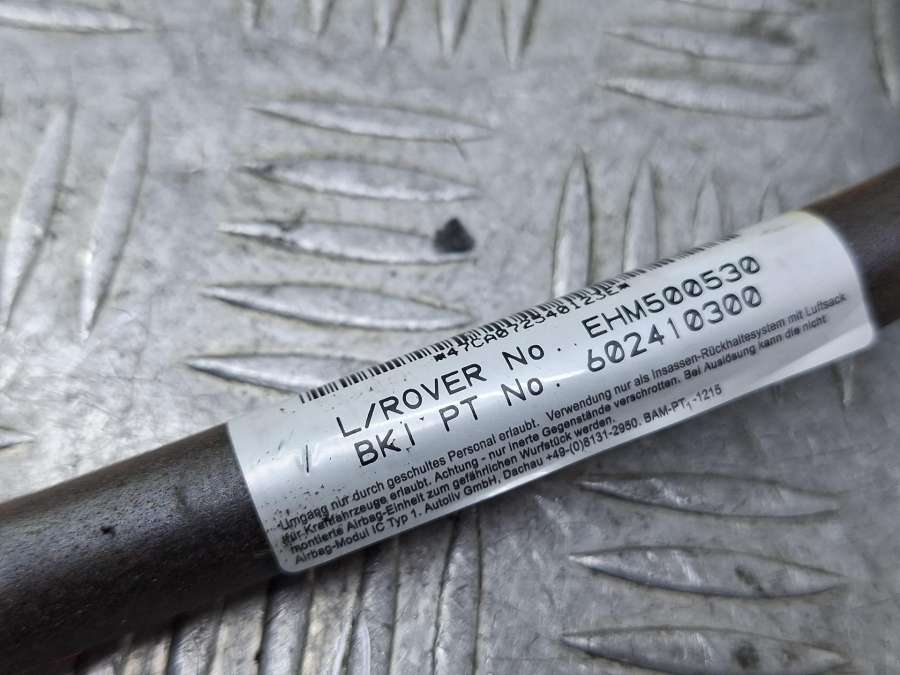 *47CA072540123E*
L/ROVER No. EHM500530
BKI PT No. 602410300
Umgang nur durch geschultes Personal erlaubt. Verwendung nur als Insassen-Rückhaltesystem mit Luftsack
für Kraftfahrzeuge erlaubt. Achtung - nur inerte Gegenstände verschrotten. Bei Auslösung kann die nicht
montierte Airbag-Einheit zum gefährlichen Wurfstück werden.
Airbag-Modul IC Typ 1. Autoliv GmbH, Dachau +49-(0)8131-2950. BAM-PT1-1215